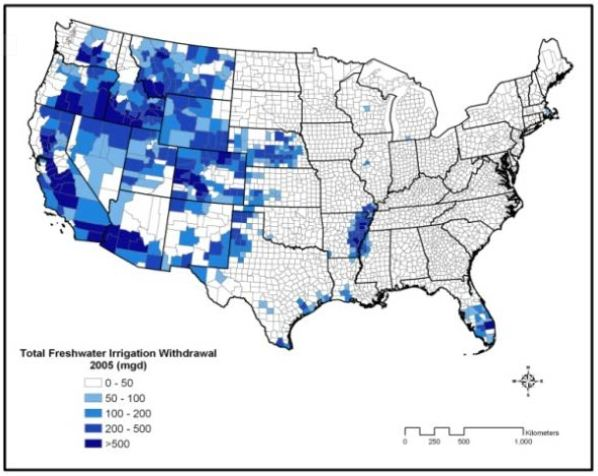 Total Freshwater Irrigation Withdrawal
2005 (mgd)
0 - 50
50 - 100
100 - 200
200 - 500
>500
N
W E
S
Kilometers
0 250 500 1,000